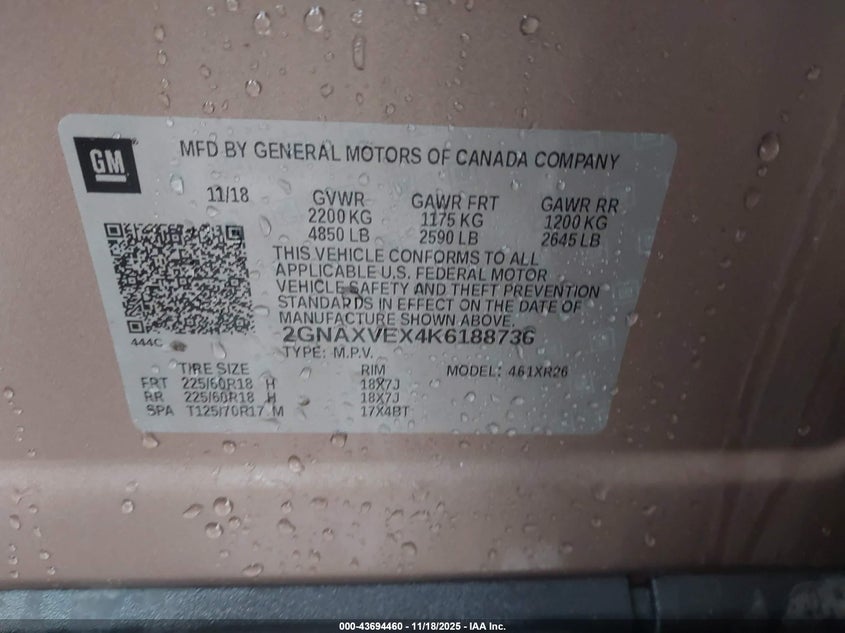 GM
MFD BY GENERAL MOTORS OF CANADA COMPANY
11/18 GVWR GAWR FRT GAWR RR
2200 KG 1175 KG 1200 KG
4850 LB 2590 LB 2645 LB
THIS VEHICLE CONFORMS TO ALL
APPLICABLE U.S. FEDERAL MOTOR
VEHICLE SAFETY AND THEFT PREVENTION
STANDARDS IN EFFECT ON THE DATE OF
MANUFACTURE SHOWN ABOVE.
444C
2GNAXVEX4K6188736
TYPE: M.P.V.
TIRE SIZE RIM MODEL: 461XR26
FRT 225/60R18 H 18X7J
RR 225/60R18 H 18X7J
SPA T125/70R17 M 17X4BT
000-43694460 - 11/18/2025 - IAA Inc.